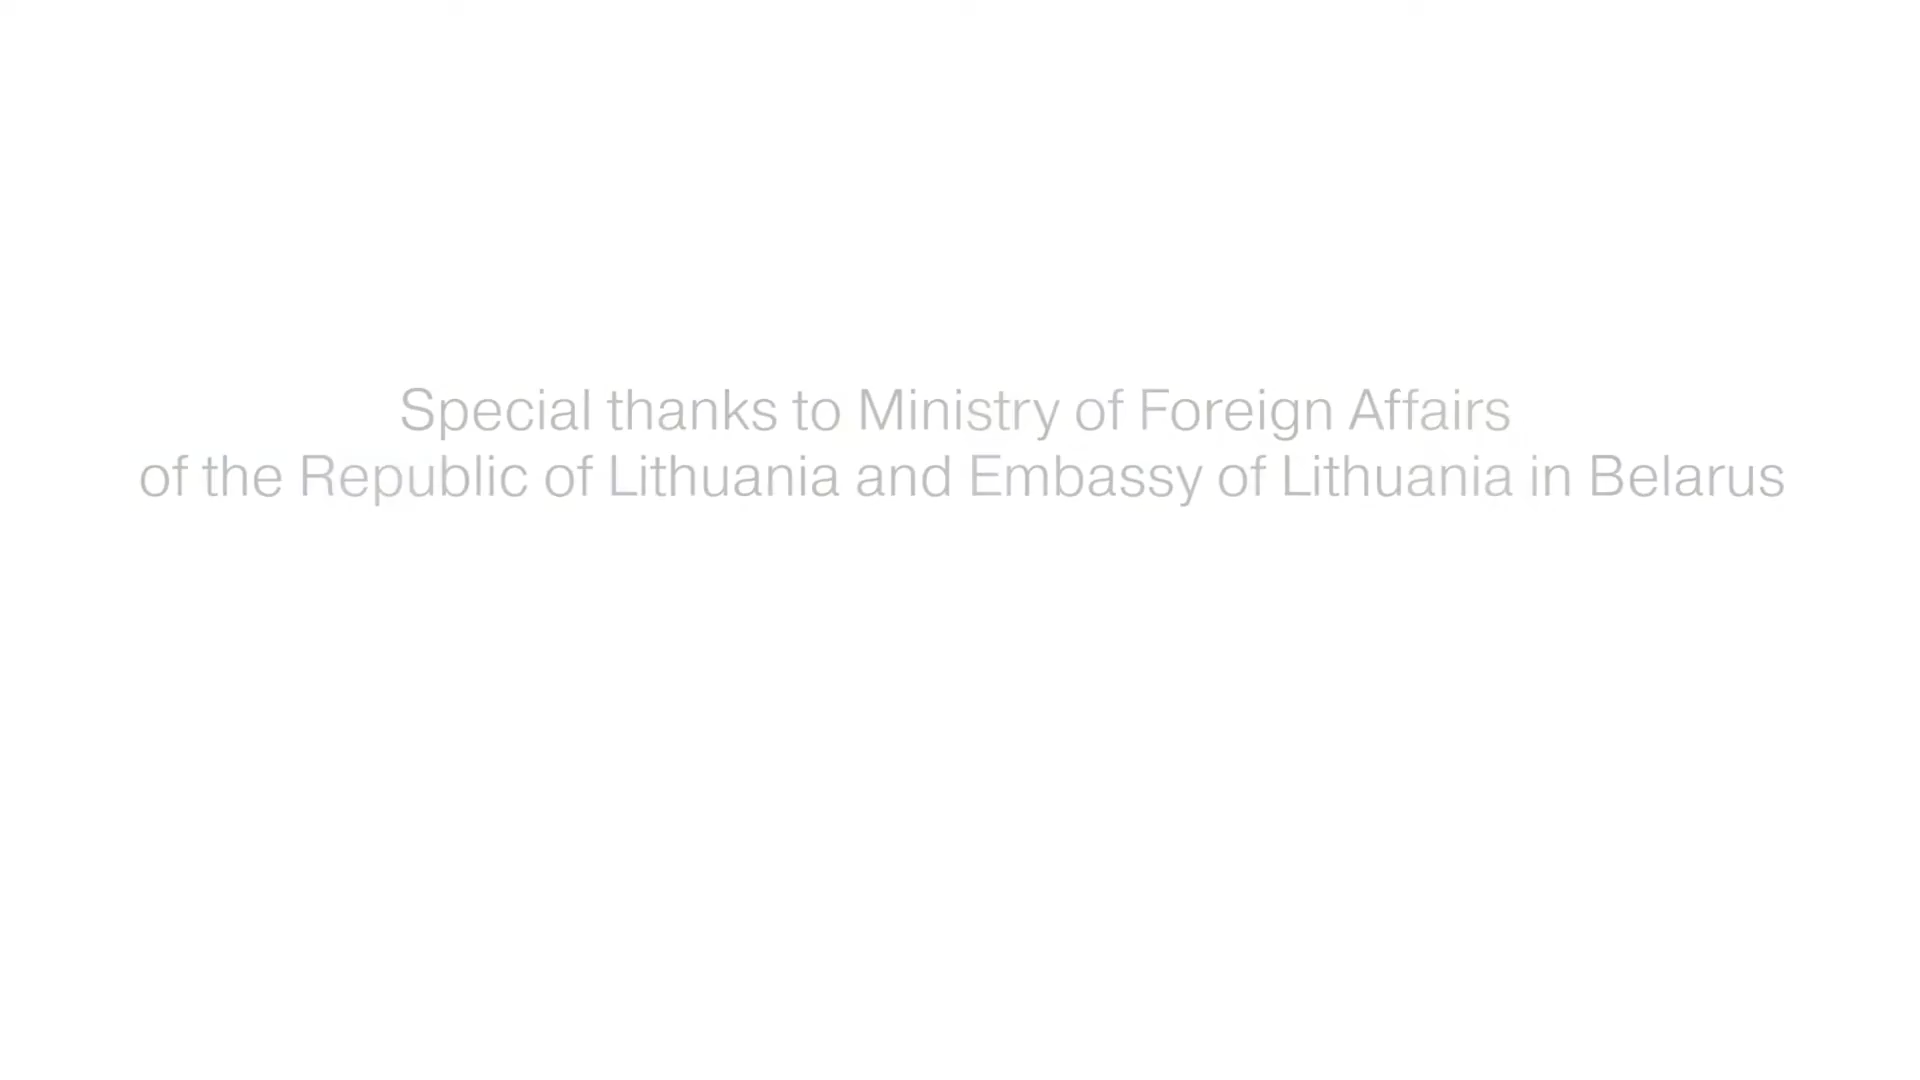 Special thanks to Ministry of Foreign Affairs
of the Republic of Lithuania and Embassy of Lithuania in Belarus